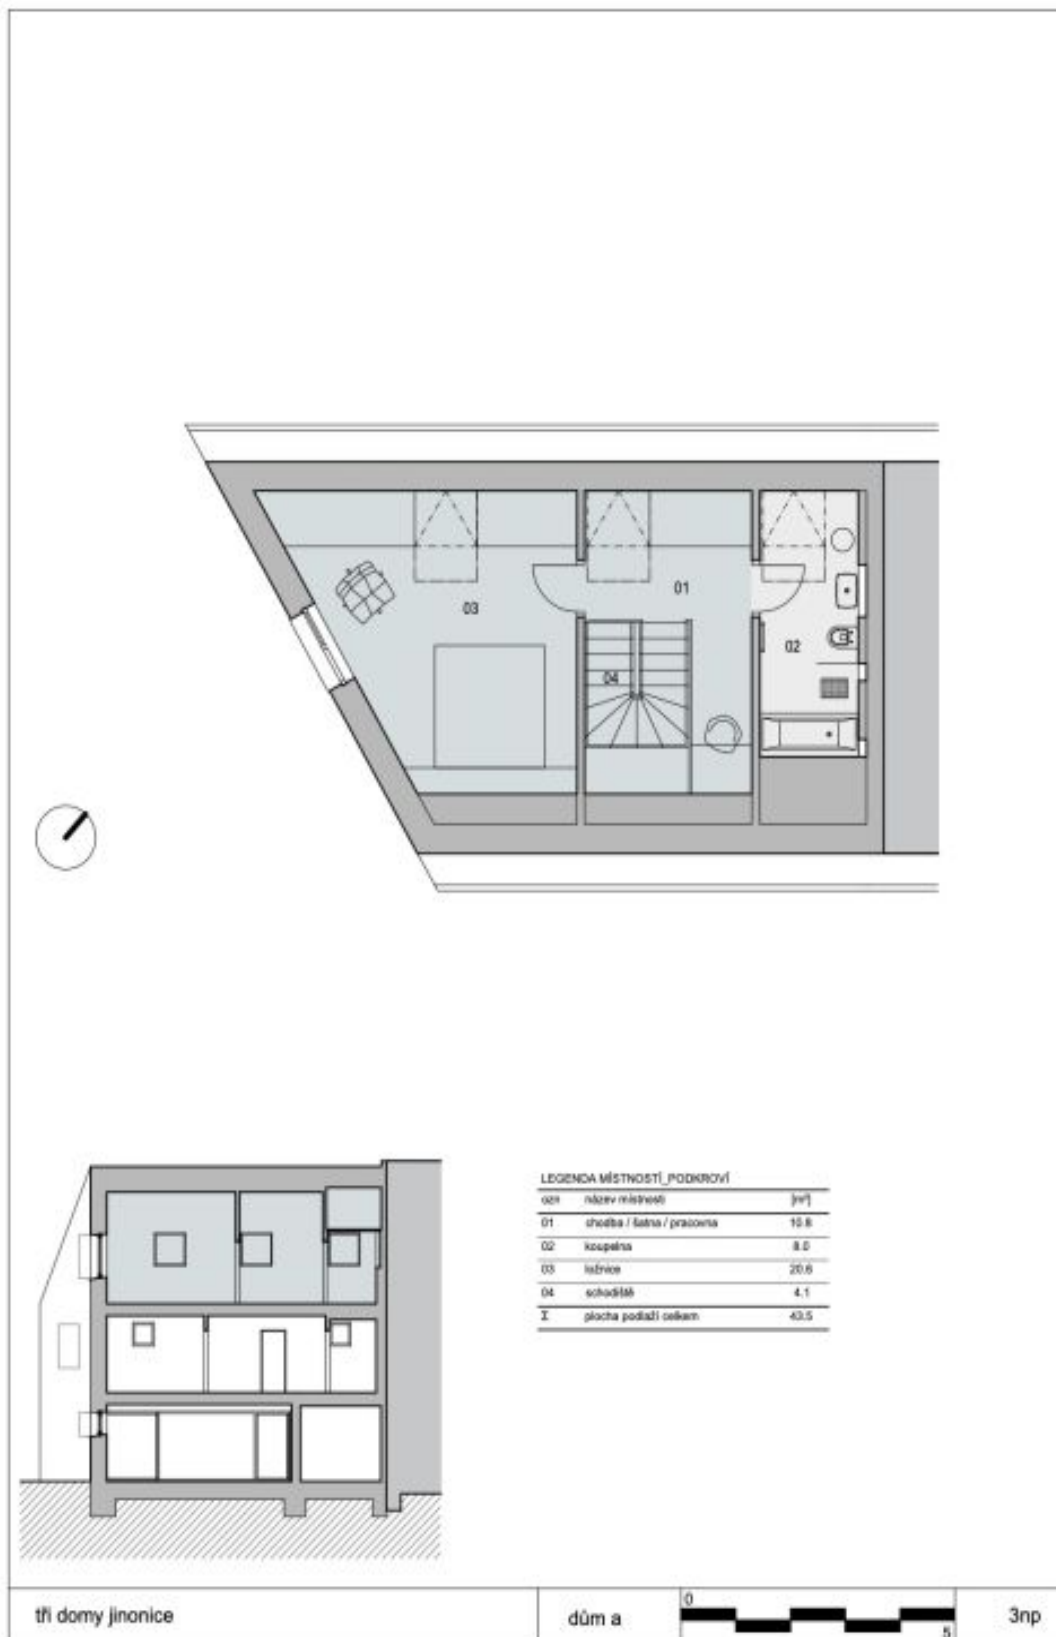 03
01
02
04
LEGENDA MÍSTNOSTÍ_PODKROVÍ
ozn název místnosti [m²]
01 chodba / šatna / pracovna 10.8
02 koupelna 8.0
03 ložnice 20.6
04 schodiště 4.1
Σ plocha podlaží celkem 43.5
tři domy jinonice
dům a
0
5
3np